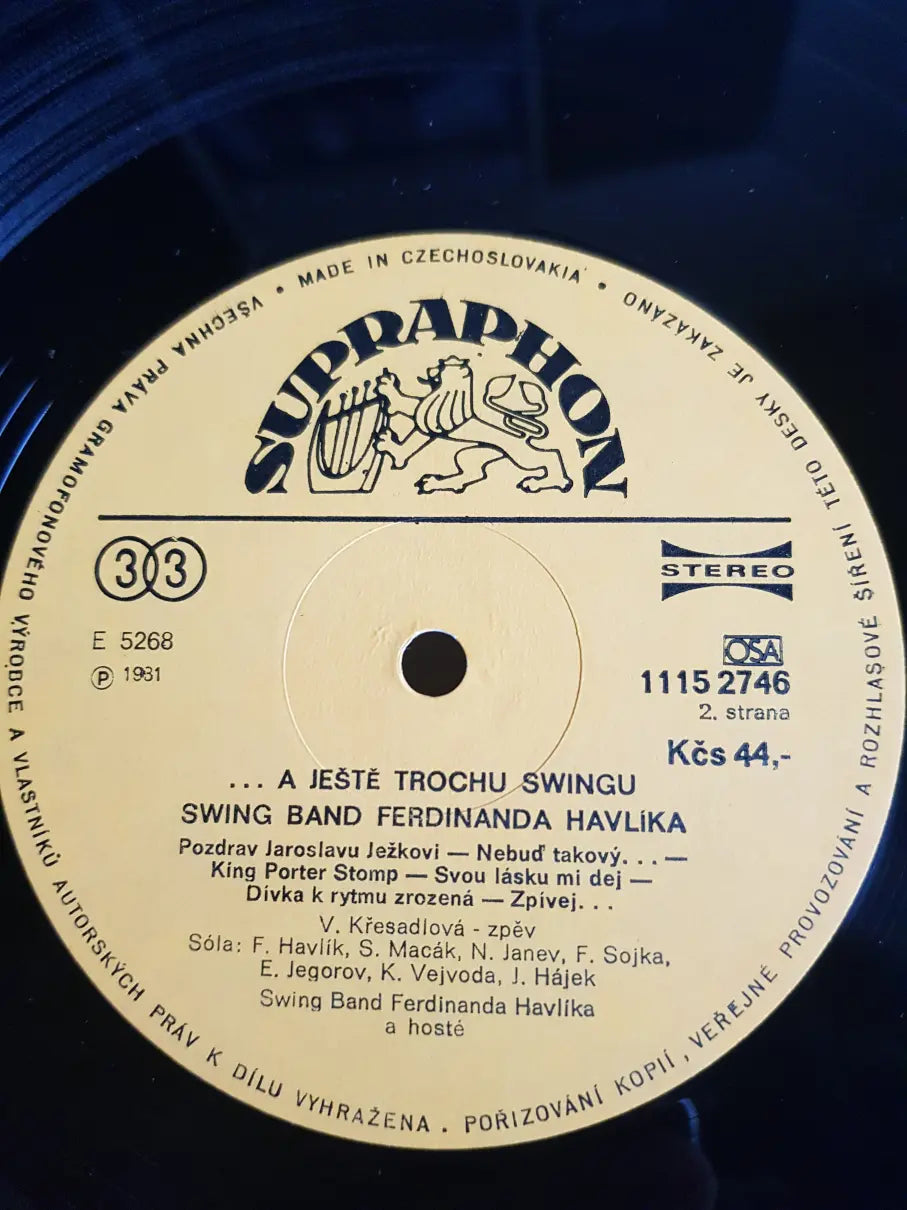 VŠECHNA PRÁVA GRAMOFONOVÉHO VÝROBCE A VLASTNÍKŮ AUTORSKÝCH PRÁV K DÍLU VYHRAŽENA . POŘIZOVÁNÍ KOPIÍ, VEŘEJNÉ PROVOZOVÁNÍ A ROZHLASOVÉ ŠÍŘENÍ TÉTO DESKY JE ZAKÁZÁNO • MADE IN CZECHOSLOVAKIA •
SUPRAPHON
33
STEREO
E 5268
Ⓟ 1981
OSA
1115 2746
2. strana
Kčs 44,-
... A JEŠTĚ TROCHU SWINGU
SWING BAND FERDINANDA HAVLÍKA
Pozdrav Jaroslavu Ježkovi — Nebuď takový... —
King Porter Stomp — Svou lásku mi dej —
Dívka k rytmu zrozená — Zpívej...
V. Křesadlová - zpěv
Sóla: F. Havlík, S. Macák, N. Janev, F. Sojka,
E. Jegorov, K. Vejvoda, J. Hájek
Swing Band Ferdinanda Havlíka
a hosté